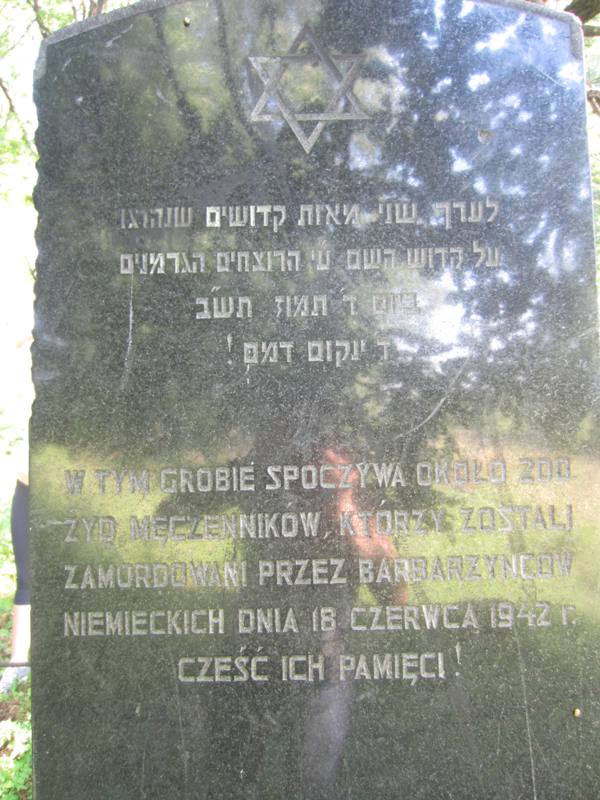 לערך שני מאות קדושים שנהרגו
על קדוש השם ע״י הרוצחים הגרמנים
ביום ד׳ תמוז תש״ב
ד׳ ינקום דמם!
W TYM GROBIE SPOCZYWA OKOŁO 200
ŻYD MĘCZENNIKÓW, KTÓRZY ZOSTALI
ZAMORDOWANI PRZEZ BARBARZYŃCÓW
NIEMIECKICH DNIA 18 CZERWCA 1942 r.
CZEŚĆ ICH PAMIĘCI!